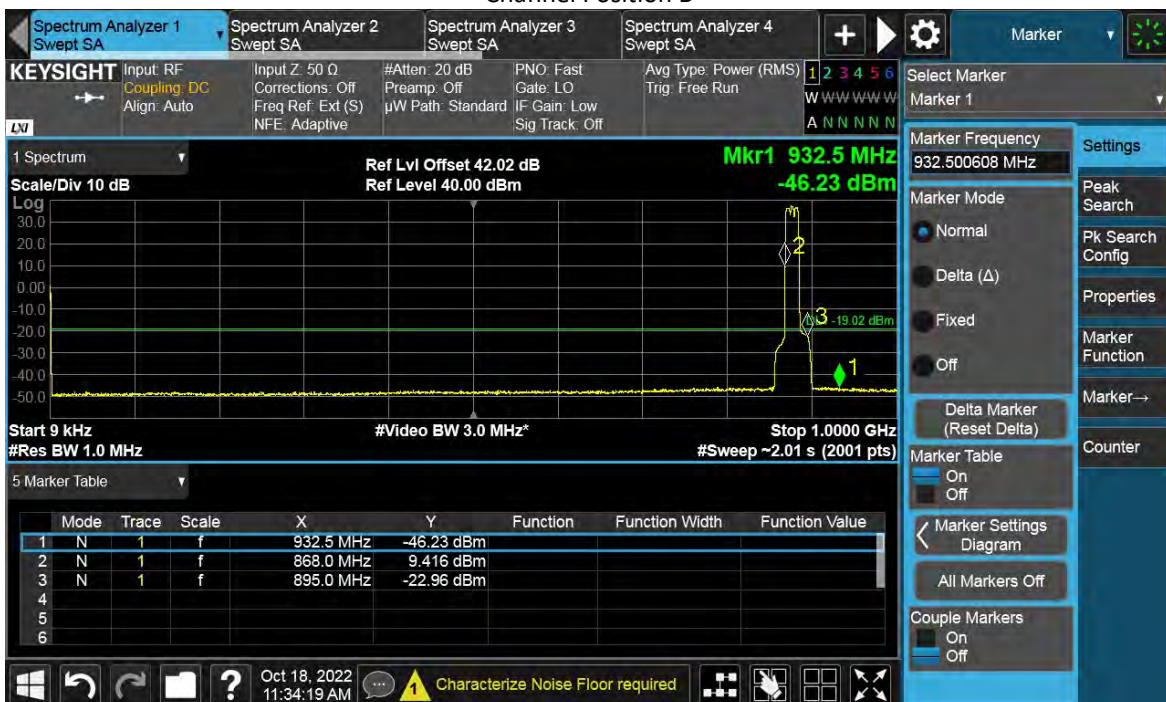 Channel Position B
Spectrum Analyzer 1
Swept SA
Spectrum Analyzer 2
Swept SA
Spectrum Analyzer 3
Swept SA
Spectrum Analyzer 4
Swept SA
Marker
KEYSIGHT
LXI
Input: RF
Coupling: DC
Align: Auto
Input Z: 50 Ω
Corrections: Off
Freq Ref: Ext (S)
NFE: Adaptive
#Atten: 20 dB
Preamp: Off
µW Path: Standard
PNO: Fast
Gate: LO
IF Gain: Low
Sig Track: Off
Avg Type: Power (RMS)
Trig: Free Run
1 2 3 4 5 6
W W W W W W
A N N N N N
Select Marker
Marker 1
1 Spectrum
Scale/Div 10 dB
Ref Lvl Offset 42.02 dB
Ref Level 40.00 dBm
Mkr1 932.5 MHz
-46.23 dBm
Log
30.0
20.0
10.0
0.00
-10.0
-20.0
-30.0
-40.0
-50.0
2
3
-19.02 dBm
1
Start 9 kHz
#Res BW 1.0 MHz
#Video BW 3.0 MHz*
Stop 1.0000 GHz
#Sweep ~2.01 s (2001 pts)
5 Marker Table
Mode Trace Scale X Y Function Function Width Function Value
1 N 1 f 932.5 MHz -46.23 dBm
2 N 1 f 868.0 MHz 9.416 dBm
3 N 1 f 895.0 MHz -22.96 dBm
4
5
6
Marker Frequency
932.500608 MHz
Marker Mode
Normal
Delta (Δ)
Fixed
Off
Delta Marker
(Reset Delta)
Marker Table
On
Off
Marker Settings
Diagram
All Markers Off
Couple Markers
On
Off
Settings
Peak
Search
Pk Search
Config
Properties
Marker
Function
Marker→
Counter
?
Oct 18, 2022
11:34:19 AM
1
Characterize Noise Floor required